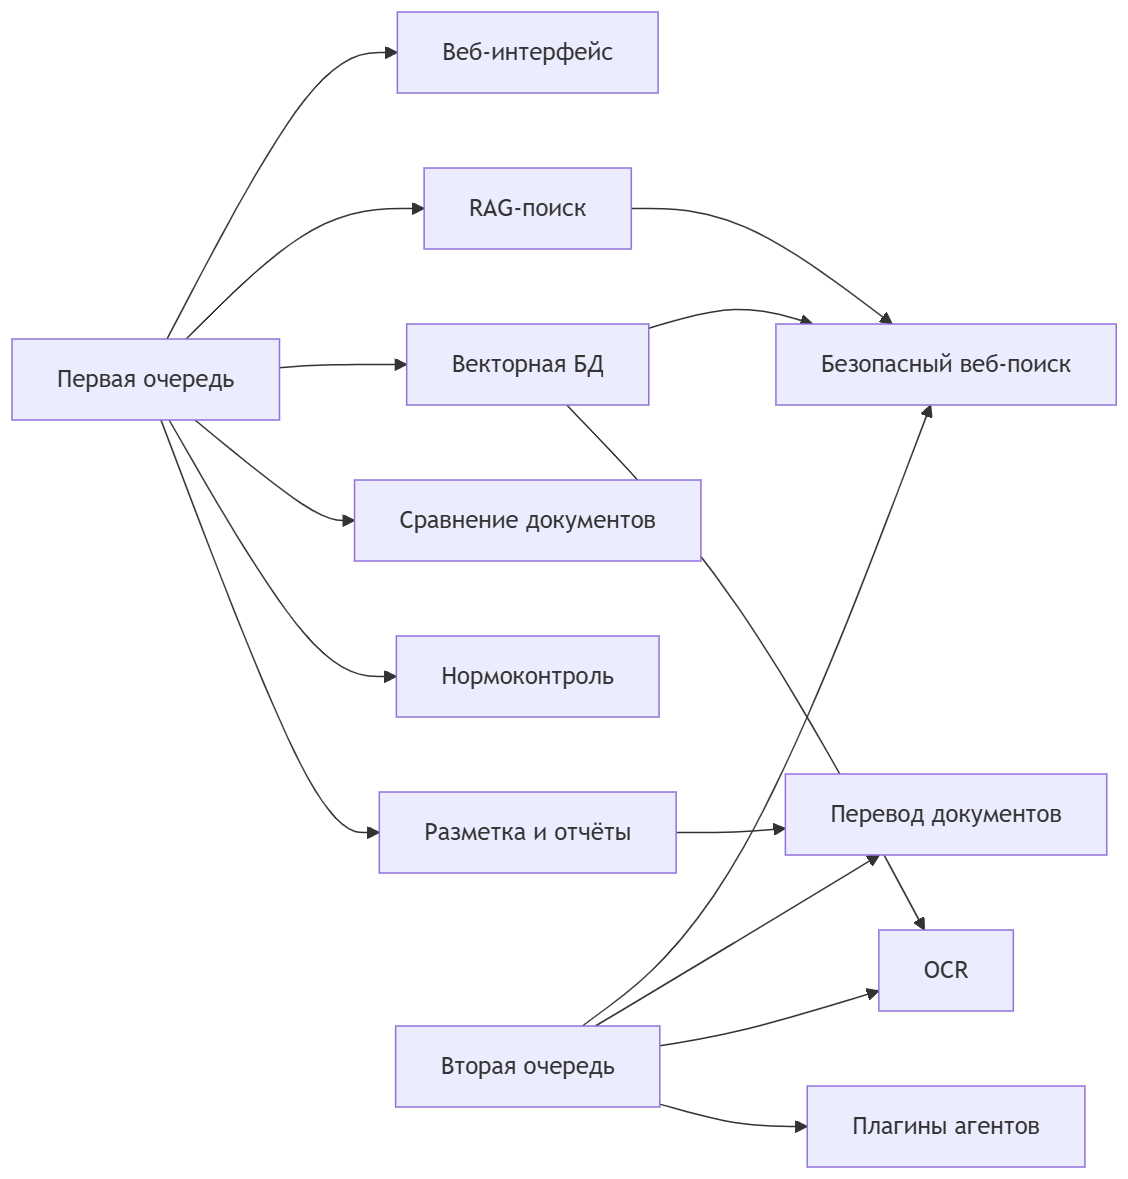 Веб-интерфейс
RAG-поиск
Первая очередь
Векторная БД
Безопасный веб-поиск
Сравнение документов
Нормоконтроль
Разметка и отчёты
Перевод документов
OCR
Вторая очередь
Плагины агентов